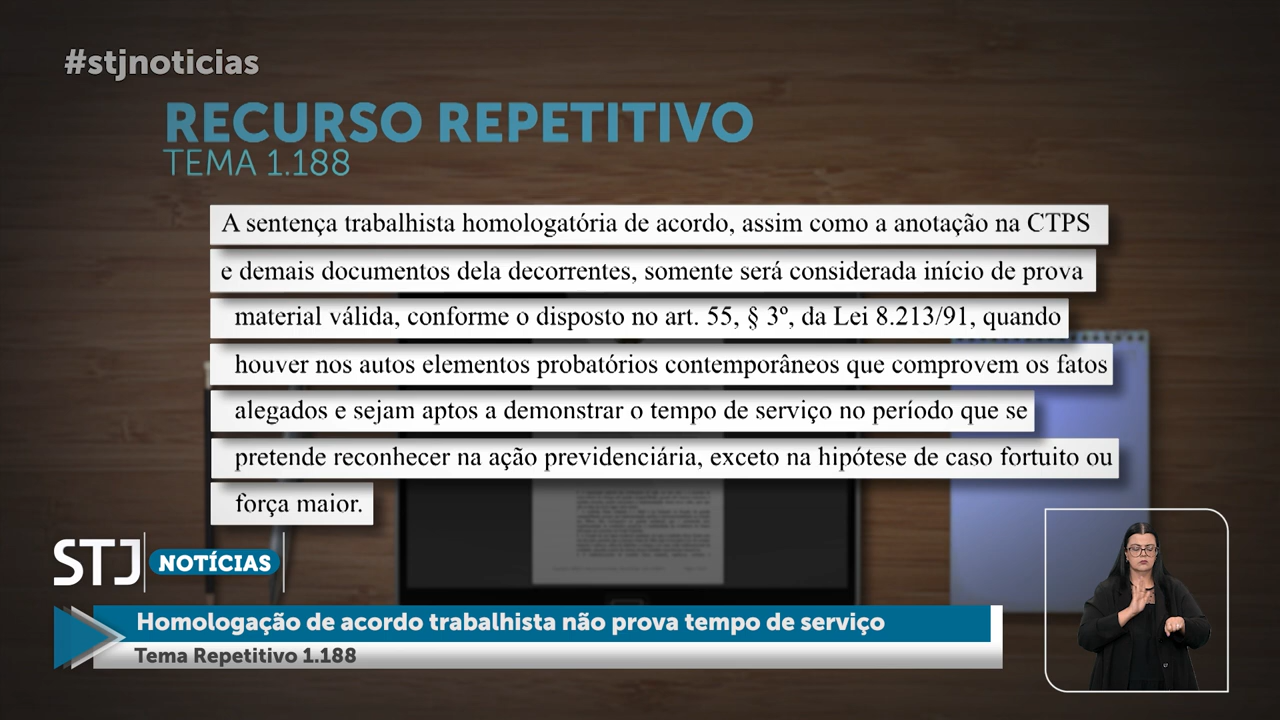 #stjnoticias
RECURSO REPETITIVO
TEMA 1.188
A sentença trabalhista homologatória de acordo, assim como a anotação na CTPS
e demais documentos dela decorrentes, somente será considerada início de prova
material válida, conforme o disposto no art. 55, § 3º, da Lei 8.213/91, quando
houver nos autos elementos probatórios contemporâneos que comprovem os fatos
alegados e sejam aptos a demonstrar o tempo de serviço no período que se
pretende reconhecer na ação previdenciária, exceto na hipótese de caso fortuito ou
força maior.
STJ NOTÍCIAS
Homologação de acordo trabalhista não prova tempo de serviço
Tema Repetitivo 1.188